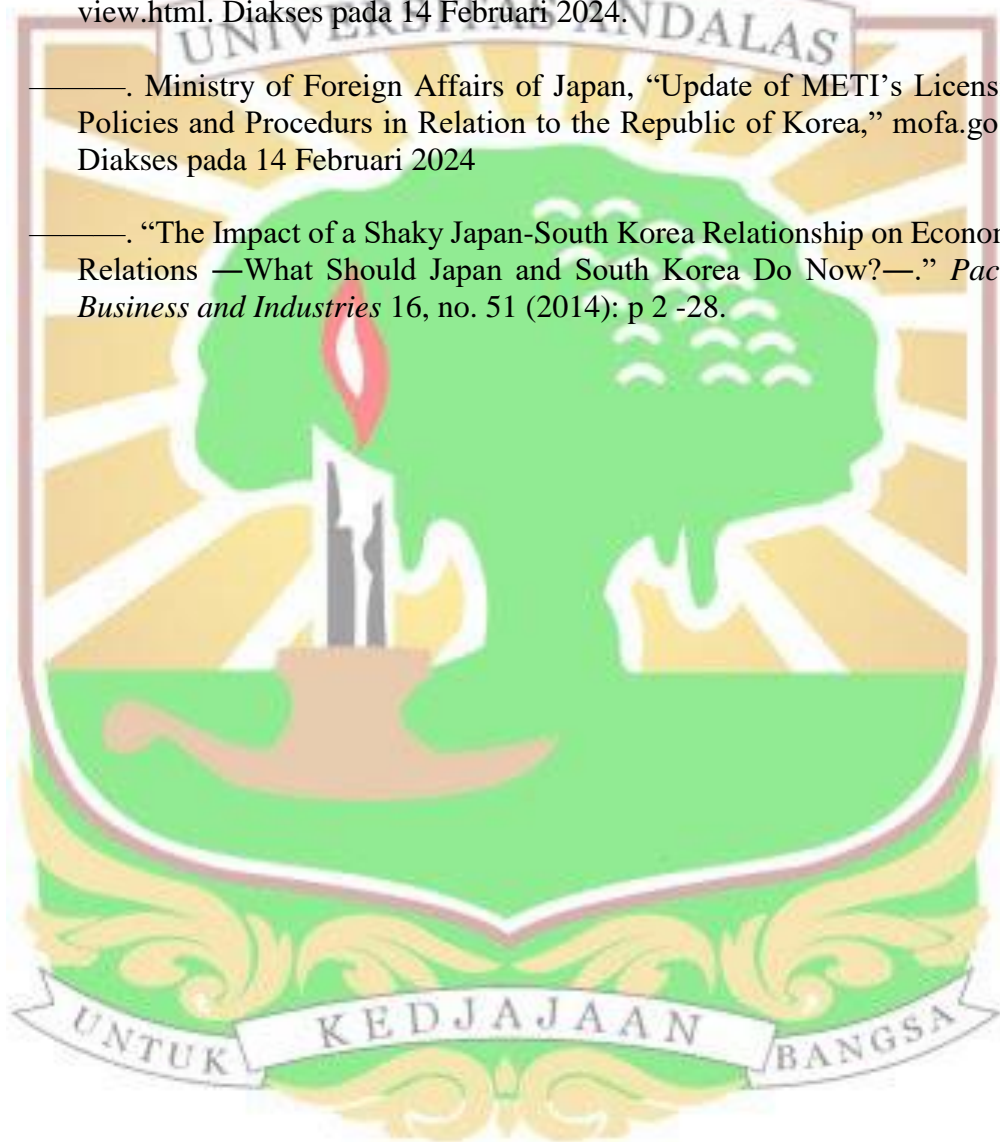 view.html. Diakses pada 14 Februari 2024.
UNIVERSITAS ANDALAS
———. Ministry of Foreign Affairs of Japan, “Update of METI’s Licens
Policies and Procedurs in Relation to the Republic of Korea,” mofa.go
Diakses pada 14 Februari 2024
———. “The Impact of a Shaky Japan-South Korea Relationship on Econor
Relations —What Should Japan and South Korea Do Now?—.” Pac
Business and Industries 16, no. 51 (2014): p 2 -28.
UNTUK KEDJAJAAN BANGSA